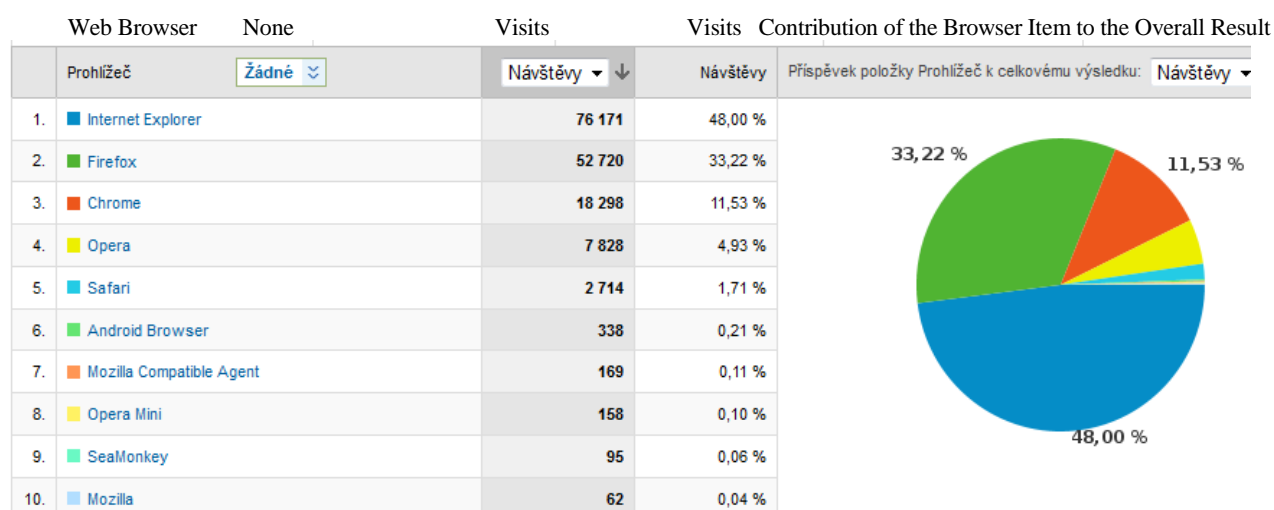 Web Browser None Visits Visits Contribution of the Browser Item to the Overall Result
Prohlížeč Žádné Návštěvy Návštěvy Příspěvek položky Prohlížeč k celkovému výsledku: Návštěvy
1. Internet Explorer 76 171 48,00 %
2. Firefox 52 720 33,22 %
3. Chrome 18 298 11,53 %
4. Opera 7 828 4,93 %
5. Safari 2 714 1,71 %
6. Android Browser 338 0,21 %
7. Mozilla Compatible Agent 169 0,11 %
8. Opera Mini 158 0,10 %
9. SeaMonkey 95 0,06 %
10. Mozilla 62 0,04 %
33,22 %
11,53 %
48,00 %